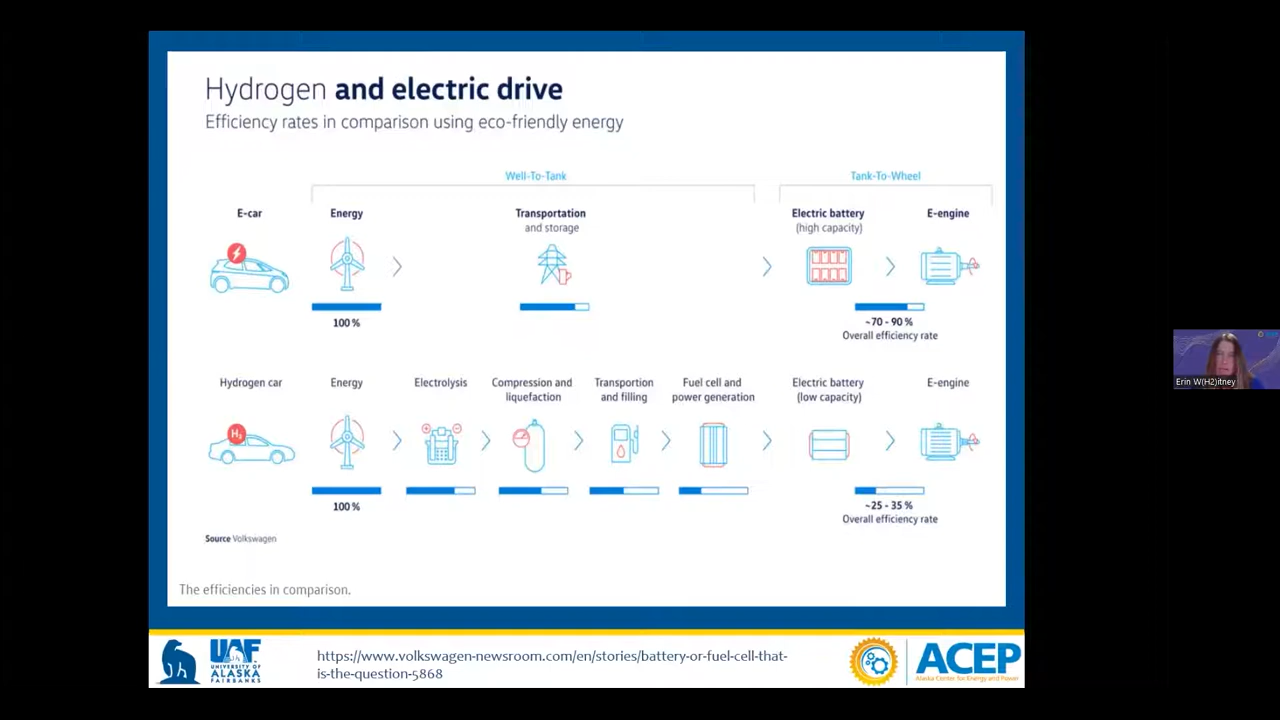 Hydrogen and electric drive
Efficiency rates in comparison using eco-friendly energy
Well-To-Tank
Tank-To-Wheel
E-car
Energy
Transportation
and storage
Electric battery
(high capacity)
E-engine
100 %
~70 - 90 %
Overall efficiency rate
Hydrogen car
Energy
Electrolysis
Compression and
liquefaction
Transportion
and filling
Fuel cell and
power generation
Electric battery
(low capacity)
E-engine
H₂
100 %
~25 - 35 %
Overall efficiency rate
Source Volkswagen
The efficiencies in comparison.
Erin W(H2)itney
UAF
UNIVERSITY OF
ALASKA
FAIRBANKS
https://www.volkswagen-newsroom.com/en/stories/battery-or-fuel-cell-that-
is-the-question-5868
ACEP
Alaska Center for Energy and Power